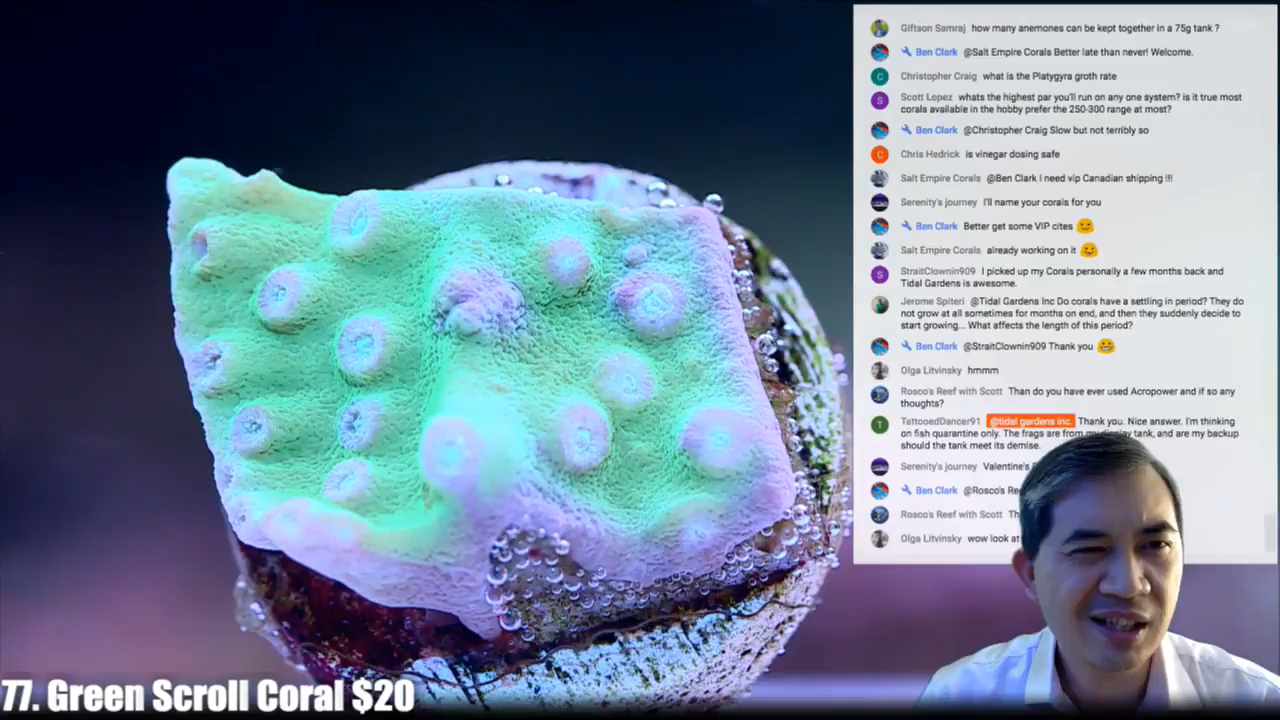 Giftson Samraj how many anemones can be kept together in a 75g tank ?
Ben Clark @Salt Empire Corals Better late than never! Welcome.
C Christopher Craig what is the Platygyra groth rate
S Scott Lopez whats the highest par you'll run on any one system? is it true most
corals available in the hobby prefer the 250-300 range at most?
Ben Clark @Christopher Craig Slow but not terribly so
C Chris Hedrick is vinegar dosing safe
Salt Empire Corals @Ben Clark I need vip Canadian shipping !!!
Serenity's journey I'll name your corals for you
Ben Clark Better get some VIP cites
Salt Empire Corals already working on it
S StraitClownin909 I picked up my Corals personally a few months back and
Tidal Gardens is awesome.
Jerome Spiteri @Tidal Gardens Inc Do corals have a settling in period? They do
not grow at all sometimes for months on end, and then they suddenly decide to
start growing... What affects the length of this period?
Ben Clark @StraitClownin909 Thank you
Olga Litvinsky hmmm
Rosco's Reef with Scott Than do you have ever used Acropower and if so any
thoughts?
T TattooedDancer91 @tidal gardens inc. Thank you. Nice answer. I'm thinking
on fish quarantine only. The frags are from my display tank, and are my backup
should the tank meet its demise.
Serenity's journey Valentine's
Ben Clark @Rosco's Ree
Rosco's Reef with Scott Th
Olga Litvinsky wow look at
77. Green Scroll Coral $20